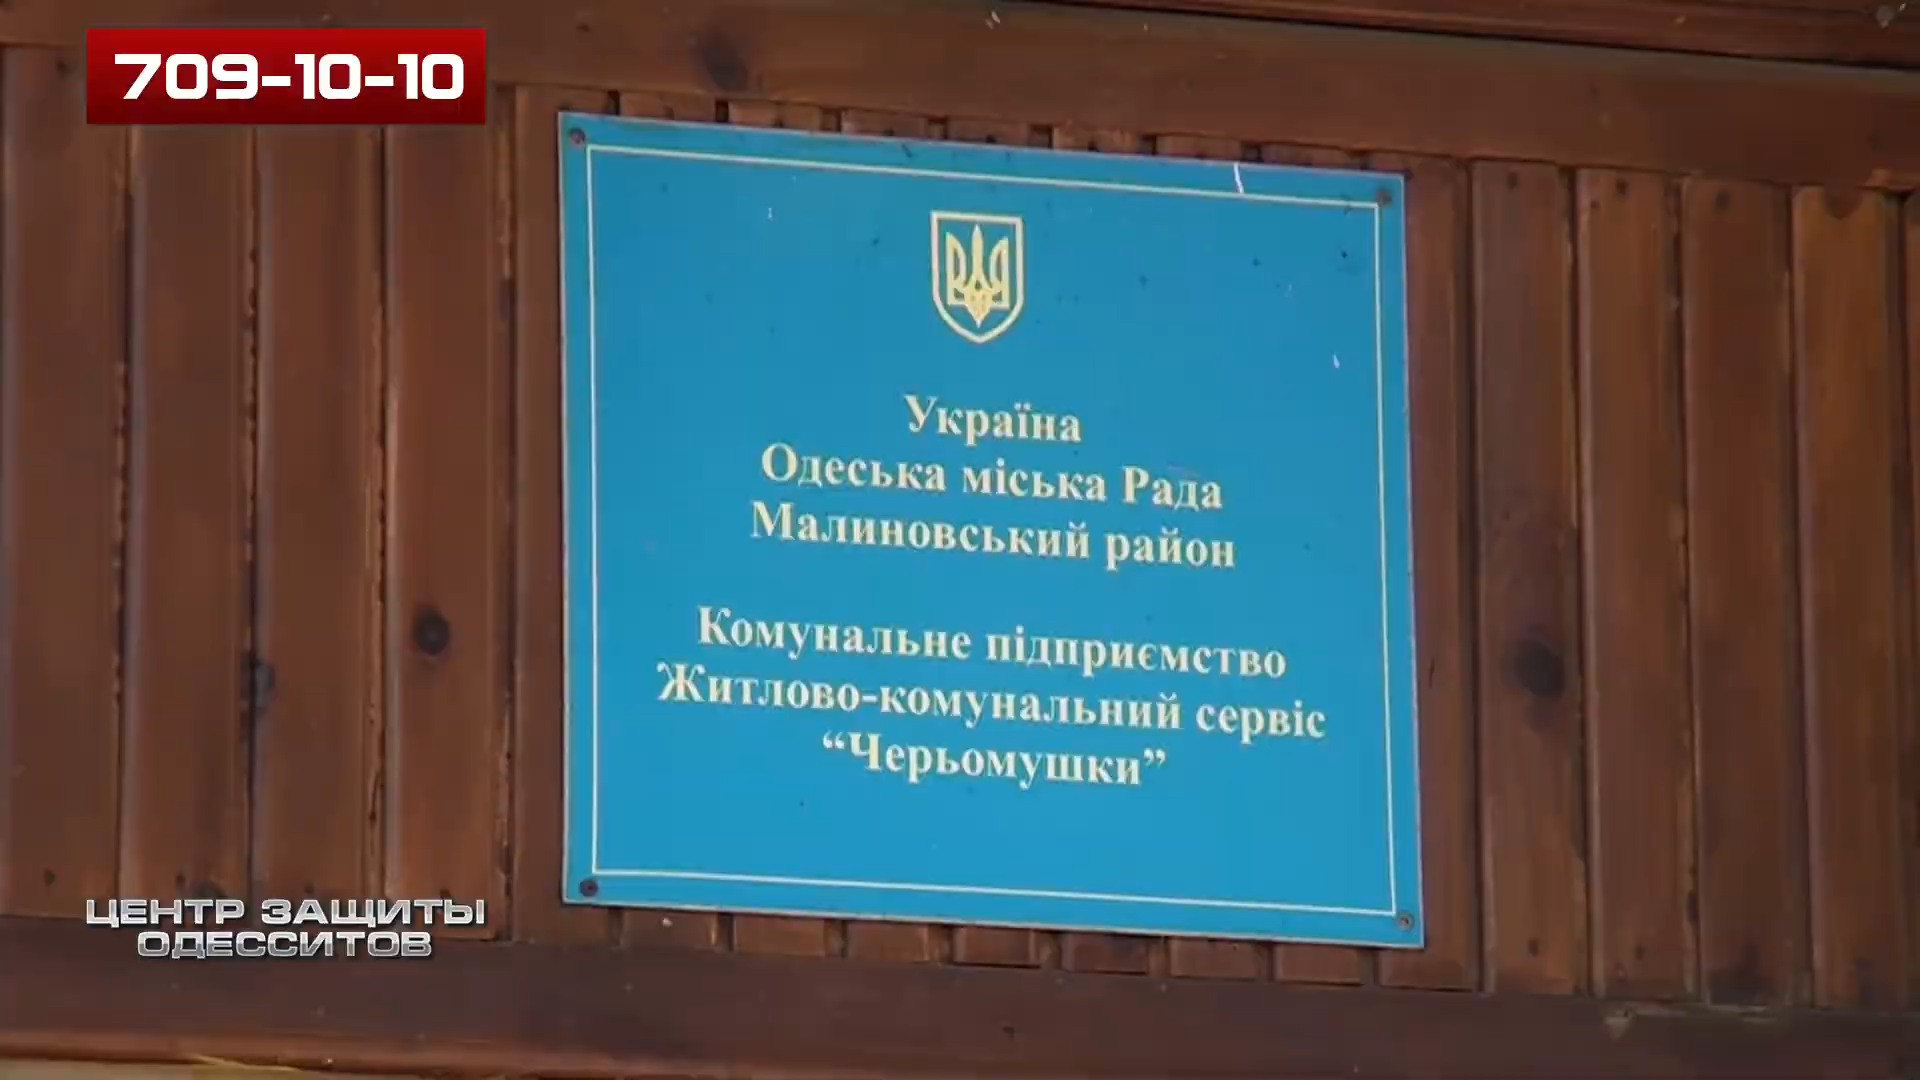 709-10-10
Україна
Одеська міська Рада
Малиновський район
Комунальне підприємство
Житлово-комунальний сервіс
“Черьомушки”
ЦЕНТР ЗАЩИТЫ
ОДЕССИТОВ